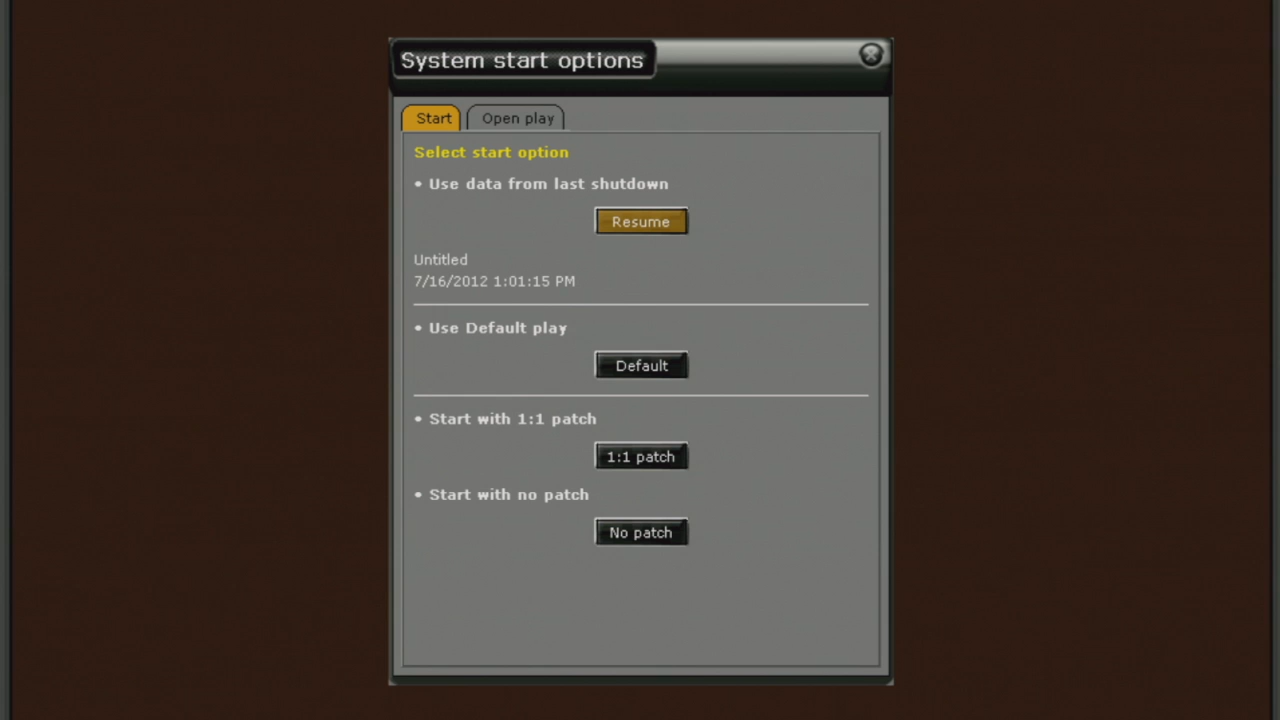 System start options
Start
Open play
Select start option
• Use data from last shutdown
Resume
Untitled
7/16/2012 1:01:15 PM
• Use Default play
Default
• Start with 1:1 patch
1:1 patch
• Start with no patch
No patch